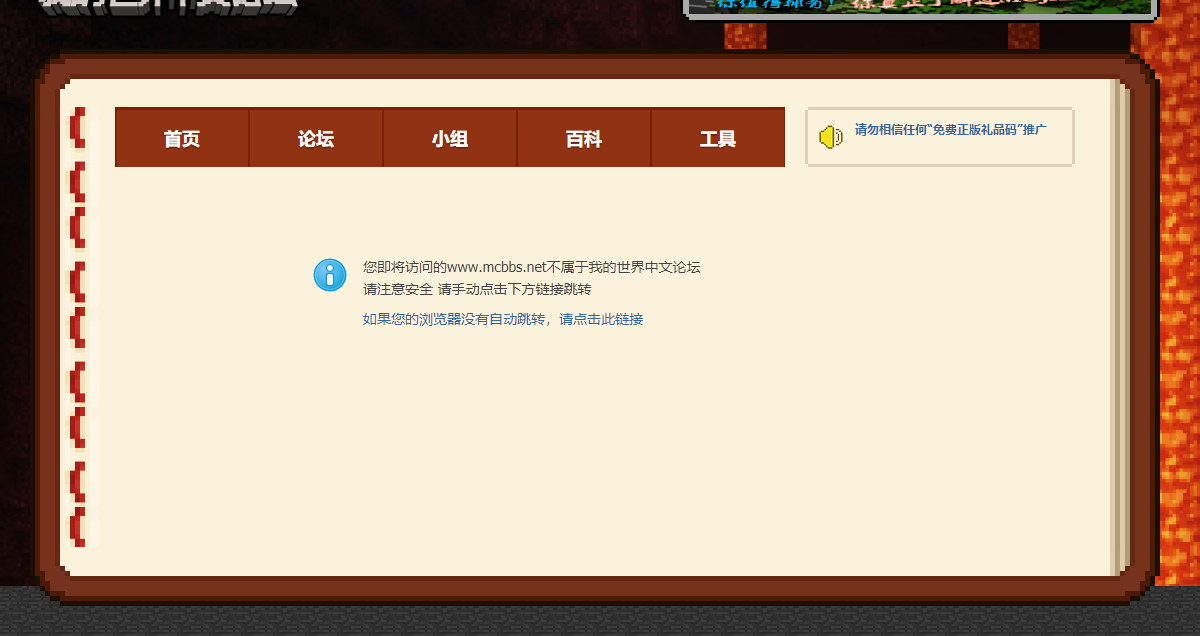 首页 论坛 小组 百科 工具
请勿相信任何“免费正版礼品码”推广
您即将访问的www.mcbbs.net不属于我的世界中文论坛
请注意安全 请手动点击下方链接跳转
如果您的浏览器没有自动跳转，请点击此链接